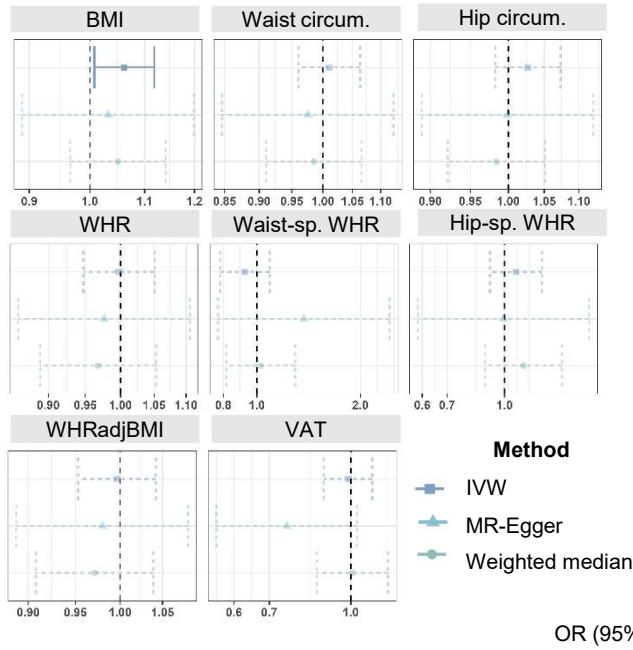 BMI
Waist circum.
Hip circum.
0.9 1.0 1.1 1.2
0.85 0.90 0.95 1.00 1.05 1.10
0.90 0.95 1.00 1.05 1.10
WHR
Waist-sp. WHR
Hip-sp. WHR
0.90 0.95 1.00 1.05 1.10
0.8 1.0 2.0
0.6 0.7 1.0
WHRadjBMI
VAT
0.90 0.95 1.00 1.05
0.6 0.7 1.0
Method
IVW
MR-Egger
Weighted median
OR (95%